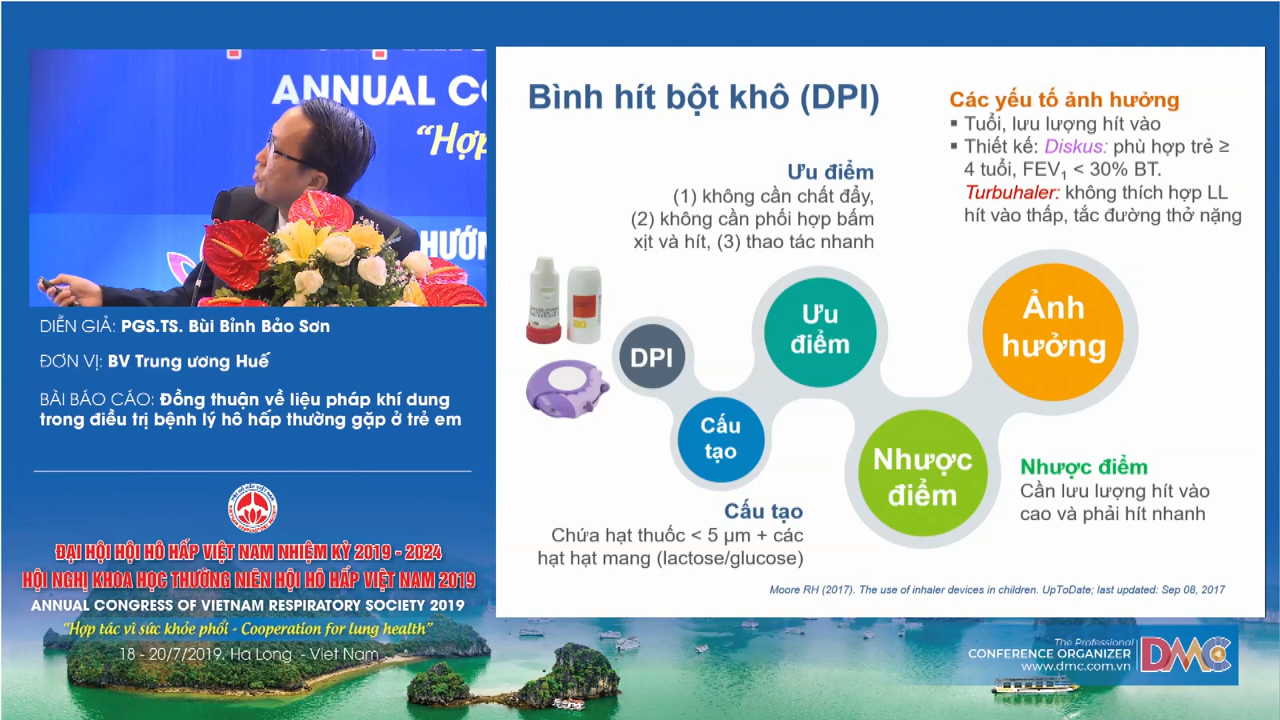 ANNUAL C
“Hợp
HƯỚN
DIỄN GIẢ: PGS.TS. Bùi Bỉnh Bảo Sơn
ĐƠN VỊ: BV Trung ương Huế
BÀI BÁO CÁO: Đồng thuận về liệu pháp khí dung
trong điều trị bệnh lý hô hấp thường gặp ở trẻ em
ĐẠI HỘI HỘI HÔ HẤP VIỆT NAM NHIỆM KỲ 2019 - 2024
HỘI NGHỊ KHOA HỌC THƯỜNG NIÊN HỘI HÔ HẤP VIỆT NAM 2019
ANNUAL CONGRESS OF VIETNAM RESPIRATORY SOCIETY 2019
“Hợp tác vì sức khỏe phổi - Cooperation for lung health”
18 - 20/7/2019. Ha Long - Viet Nam
Bình hít bột khô (DPI)
Các yếu tố ảnh hưởng
▪ Tuổi, lưu lượng hít vào
▪ Thiết kế: Diskus: phù hợp trẻ ≥
4 tuổi, FEV₁ < 30% BT.
Turbuhaler: không thích hợp LL
hít vào thấp, tắc đường thở nặng
Ưu điểm
(1) không cần chất đẩy,
(2) không cần phối hợp bấm
xịt và hít, (3) thao tác nhanh
DPI
Cấu
tạo
Ưu
điểm
Nhược
điểm
Ảnh
hưởng
Cấu tạo
Chứa hạt thuốc < 5 µm + các
hạt hạt mang (lactose/glucose)
Nhược điểm
Cần lưu lượng hít vào
cao và phải hít nhanh
Moore RH (2017). The use of inhaler devices in children. UpToDate; last updated: Sep 08, 2017
The Professional
CONFERENCE ORGANIZER
www.dmc.com.vn
DMC